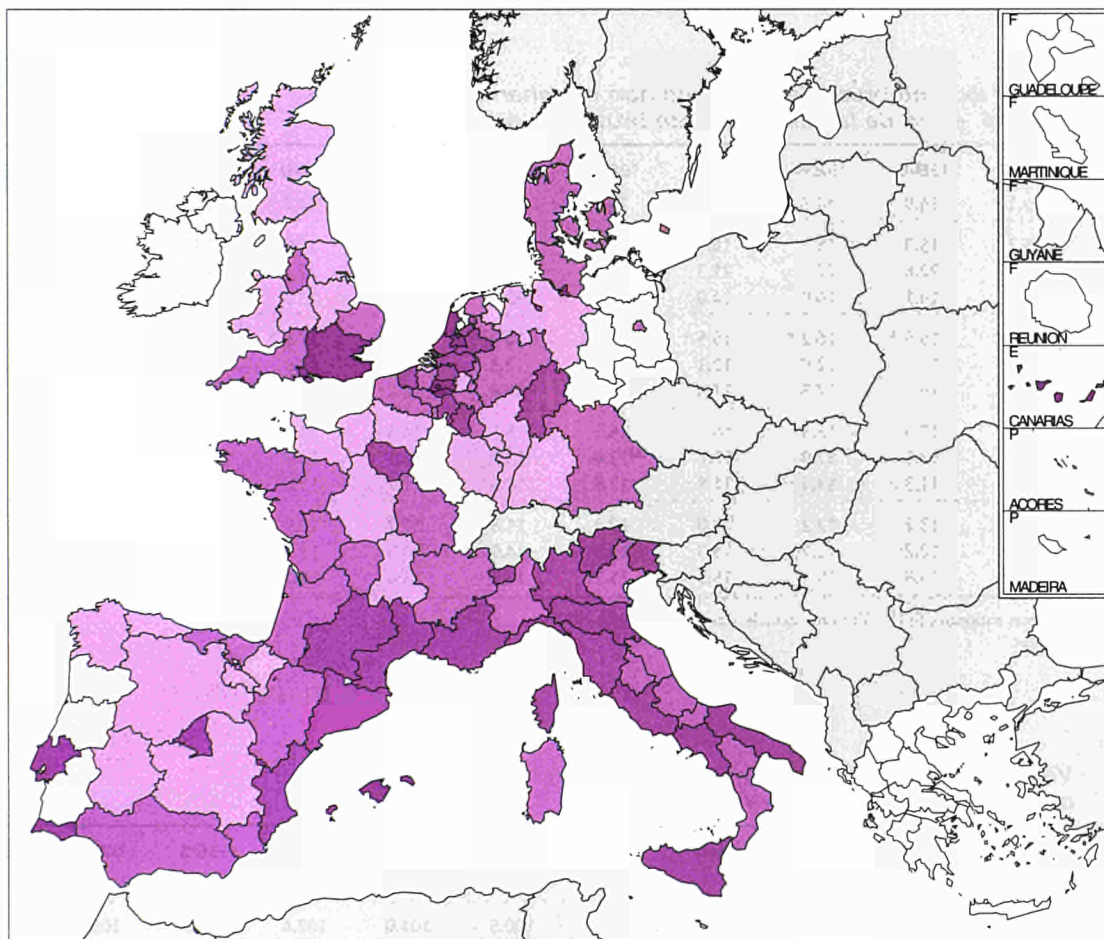 F
GUADELOUPE
F
MARTINIQUE
F
GUYANE
F
REUNION
E
CANARIAS
P
ACORES
P
MADEIRA